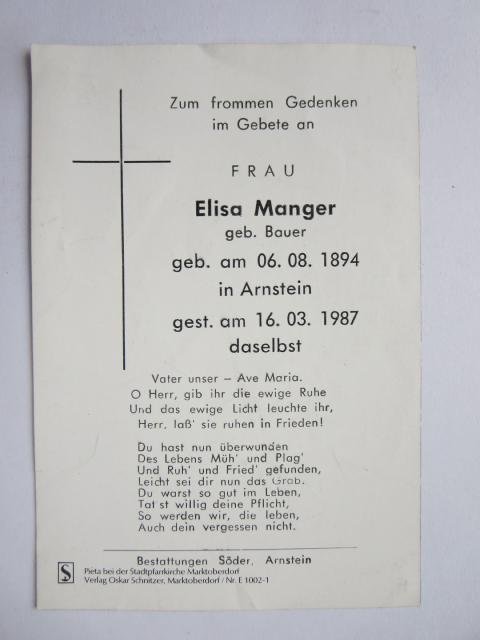 Zum frommen Gedenken
im Gebete an
FRAU
Elisa Manger
geb. Bauer
geb. am 06. 08. 1894
in Arnstein
gest. am 16. 03. 1987
daselbst
Vater unser – Ave Maria.
O Herr, gib ihr die ewige Ruhe
Und das ewige Licht leuchte ihr,
Herr, laß' sie ruhen in Frieden!
Du hast nun überwunden
Des Lebens Müh' und Plag'
Und Ruh' und Fried' gefunden,
Leicht sei dir nun das Grab.
Du warst so gut im Leben,
Tat'st willig deine Pflicht,
So werden wir, die leben,
Auch dein vergessen nicht.
Bestattungen Söder, Arnstein
S
Pieta bei der Stadtpfarrkirche Marktoberdorf
Verlag Oskar Schnitzer, Marktoberdorf / Nr. E 1002-1